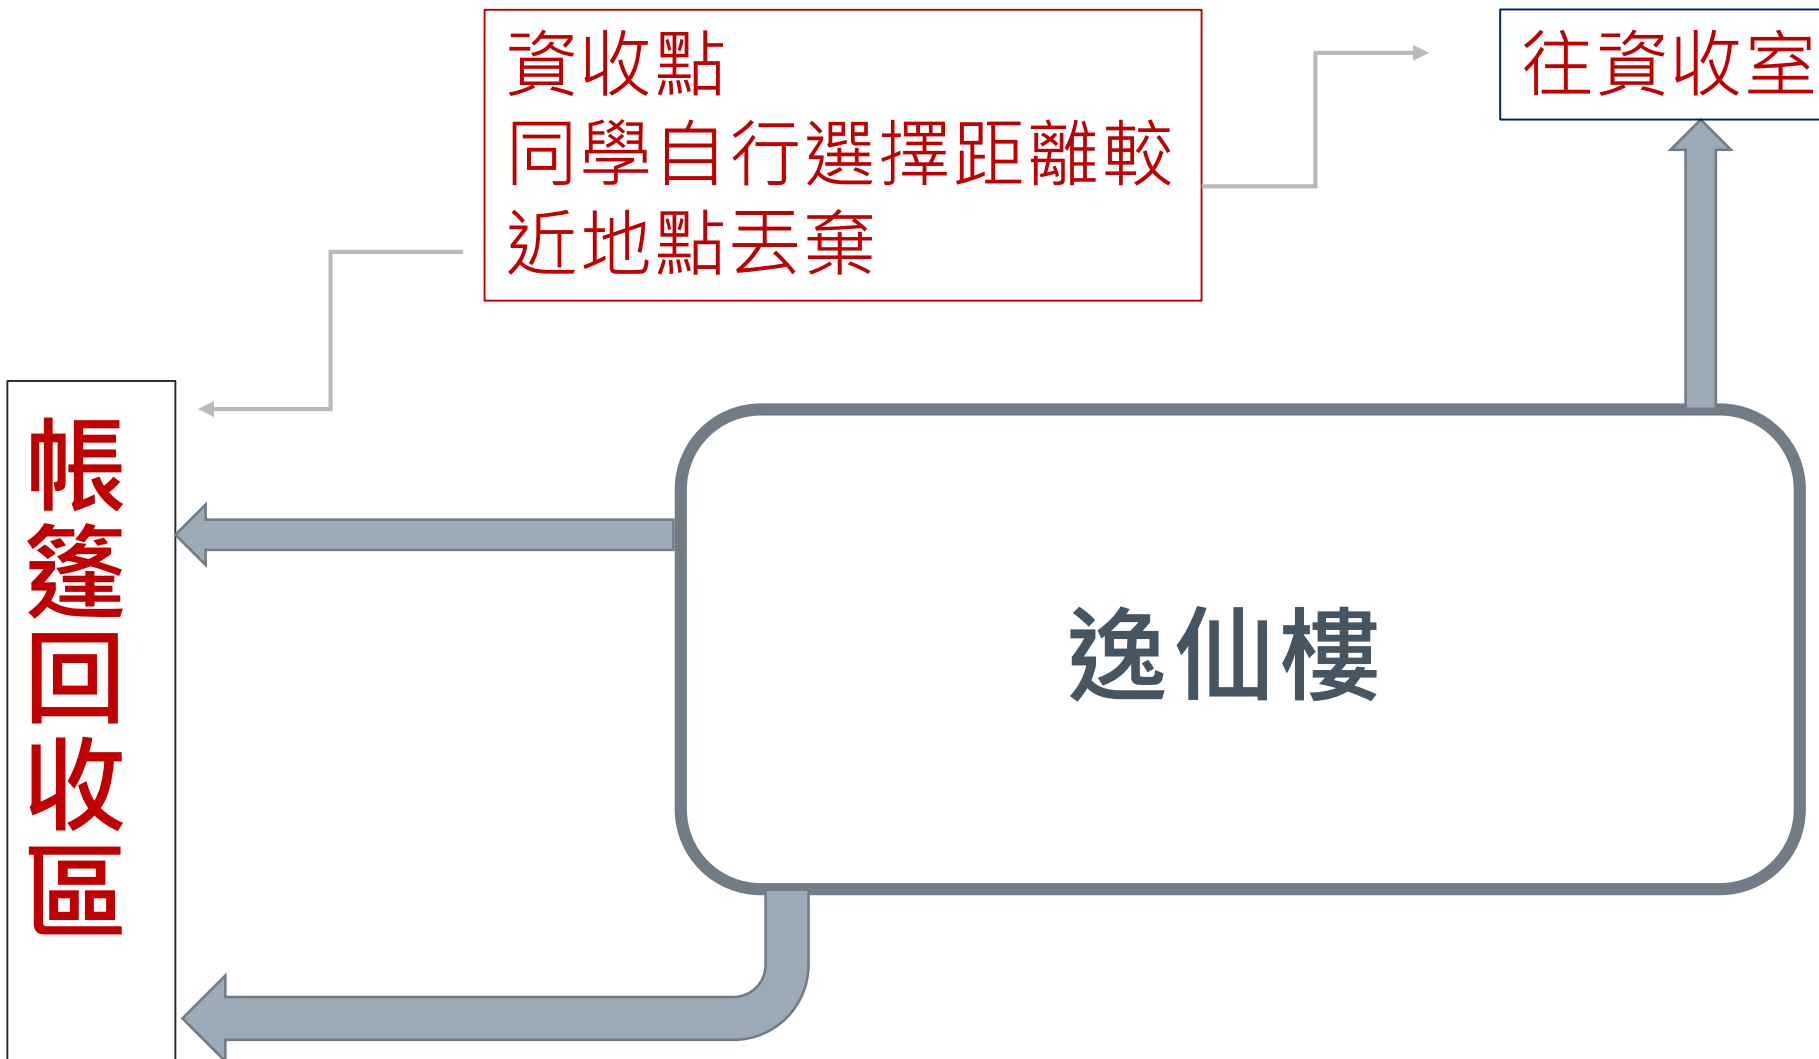 資收點
同學自行選擇距離較
近地點丟棄
往資收室
帳篷回收區
逸仙樓